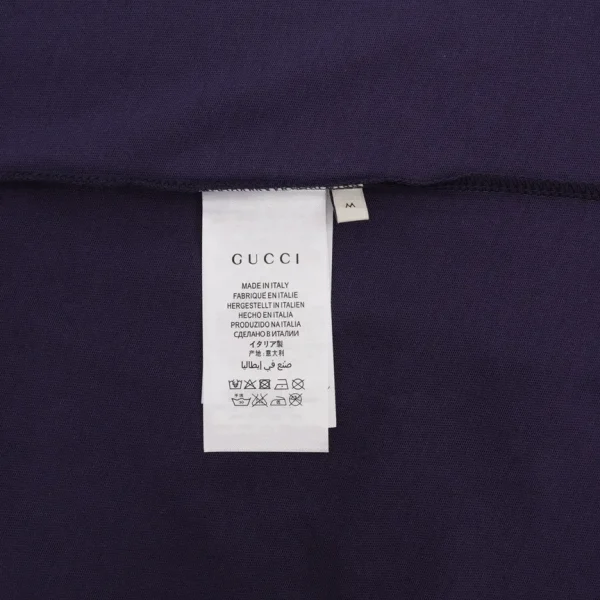 GUCCI
M
MADE IN ITALY
FABRIQUÉ EN ITALIE
HERGESTELLT IN ITALIEN
HECHO EN ITALIA
PRODUZIDO NA ITALIA
СДЕЛАНО В ИТАЛИИ
イタリア製
产地:意大利
صنع في إيطاليا